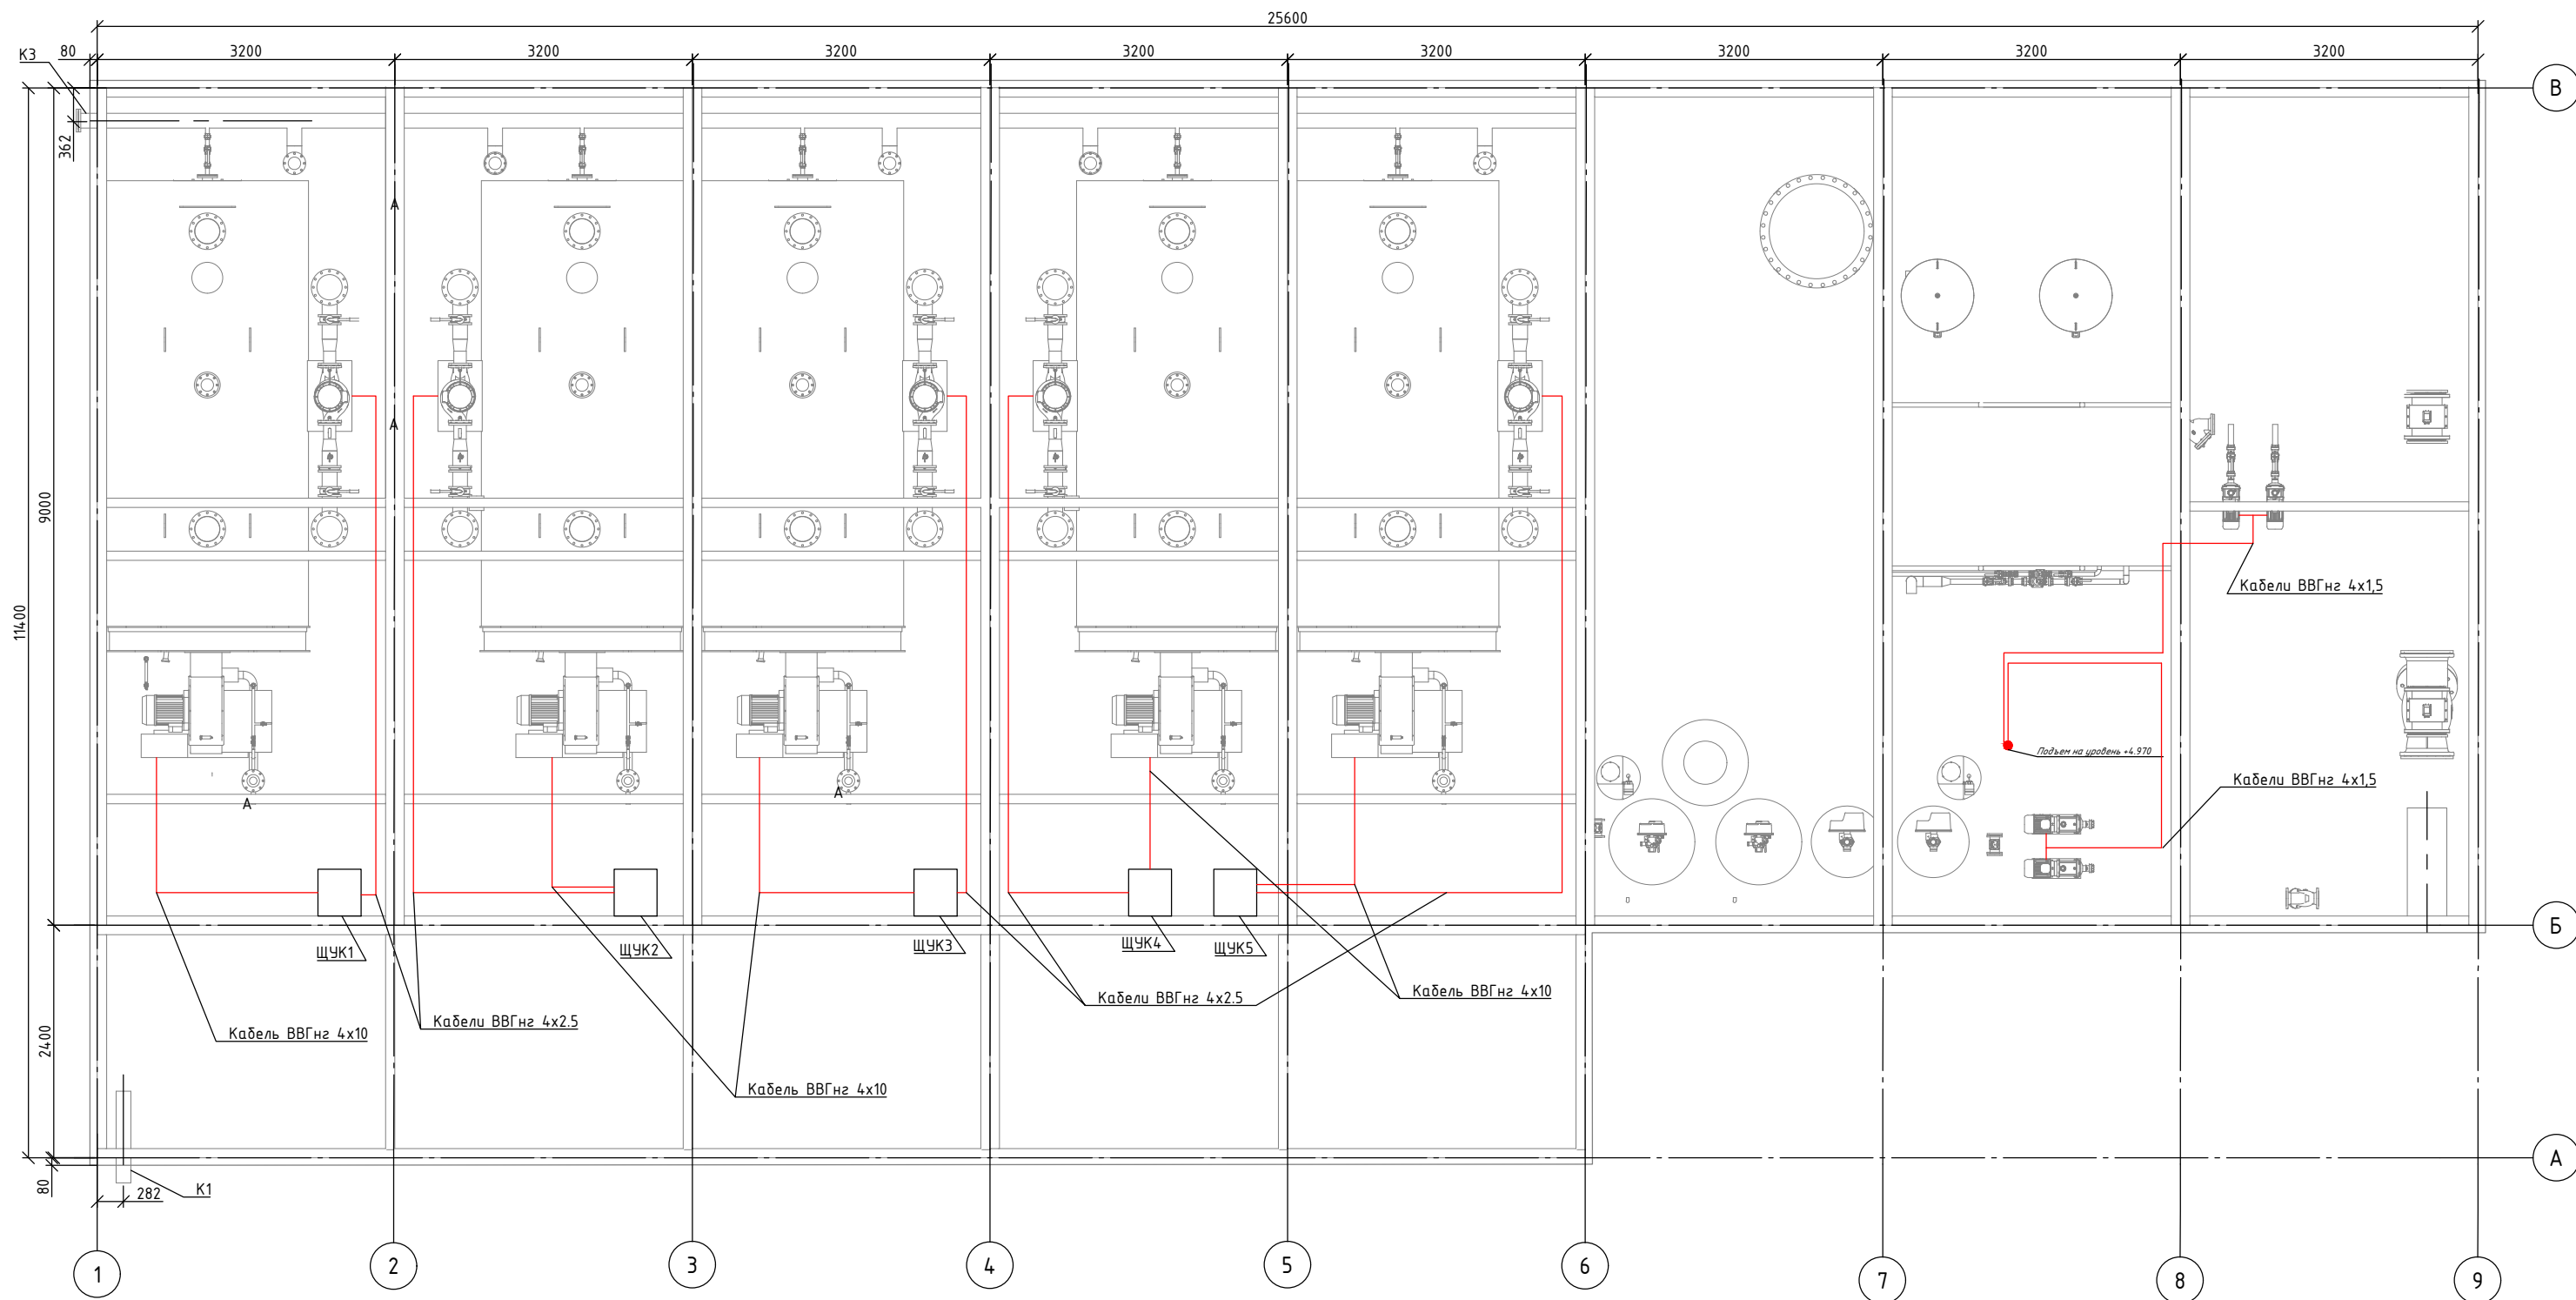 25600
К3
80
3200
3200
3200
3200
3200
3200
3200
3200
В
362
А
А
9000
11400
Кабели ВВГнг 4х1,5
Подъем на уровень +4.970
Кабели ВВГнг 4х1,5
А
А
Б
ЩУК1
ЩУК2
ЩУК3
ЩУК4
ЩУК5
Кабель ВВГнг 4х10
Кабели ВВГнг 4х2.5
Кабели ВВГнг 4х2.5
Кабель ВВГнг 4х10
2400
Кабель ВВГнг 4х10
А
80
282
К1
1
2
3
4
5
6
7
8
9